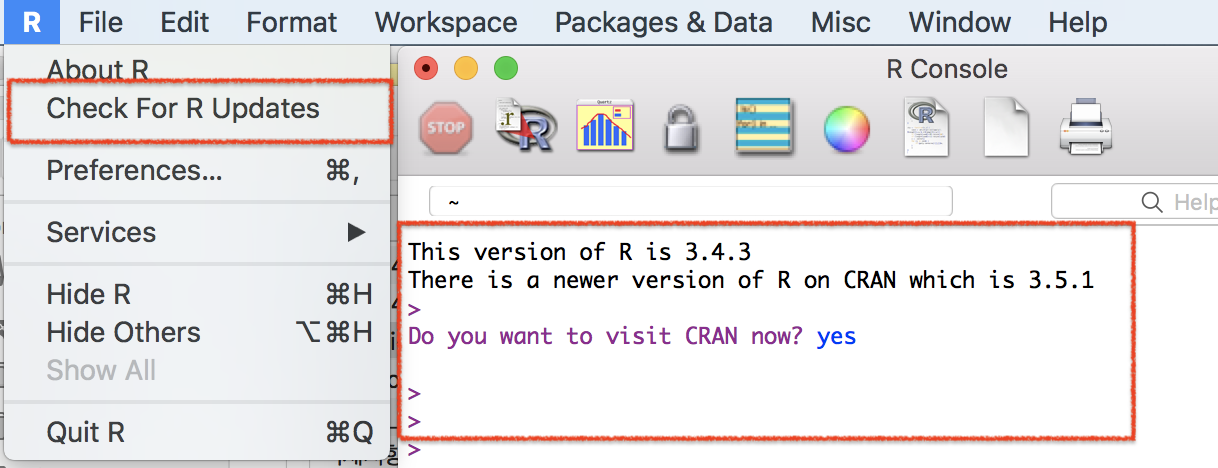 R File Edit Format Workspace Packages & Data Misc Window Help
About R
Check For R Updates
Preferences... ⌘,
Services ▶
Hide R ⌘H
Hide Others ⌥⌘H
Show All
Quit R ⌘Q
R Console
STOP
~
Help
This version of R is 3.4.3
There is a newer version of R on CRAN which is 3.5.1
>
Do you want to visit CRAN now? yes
>
>
>